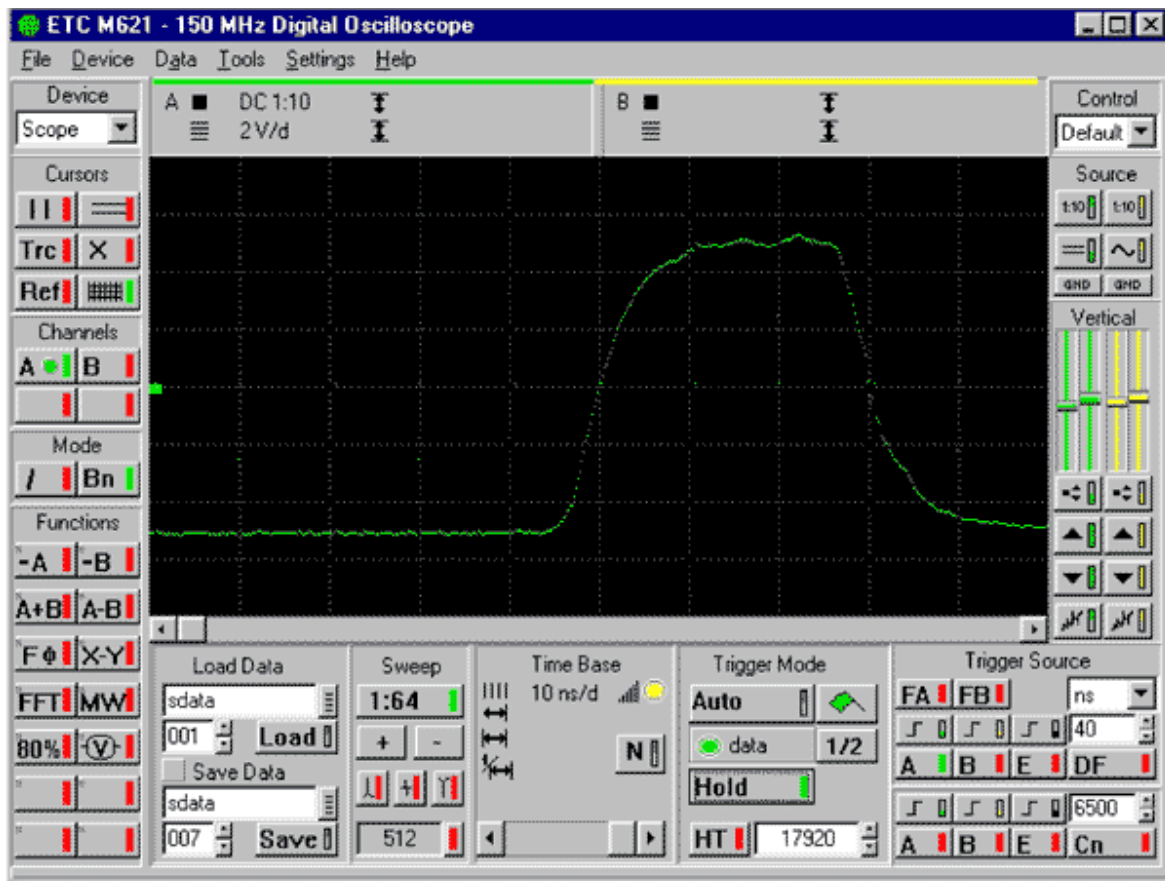 ETC M621 - 150 MHz Digital Oscilloscope
File Device Data Tools Settings Help
Device
Scope
A DC 1:10
2 V/d
B
Control
Default
Cursors
Trc X
Ref
Channels
A B
Mode
/ Bn
Functions
-A -B
A+B A-B
F Φ X-Y
FFT MW
80% V
Source
1:10 1:10
GND GND
Vertical
Load Data
sdata
001 Load
Save Data
sdata
007 Save
Sweep
1:64
+ -
512
Time Base
10 ns/d
N
Trigger Mode
Auto
data 1/2
Hold
HT 17920
Trigger Source
FA FB ns
40
A B E DF
6500
A B E Cn